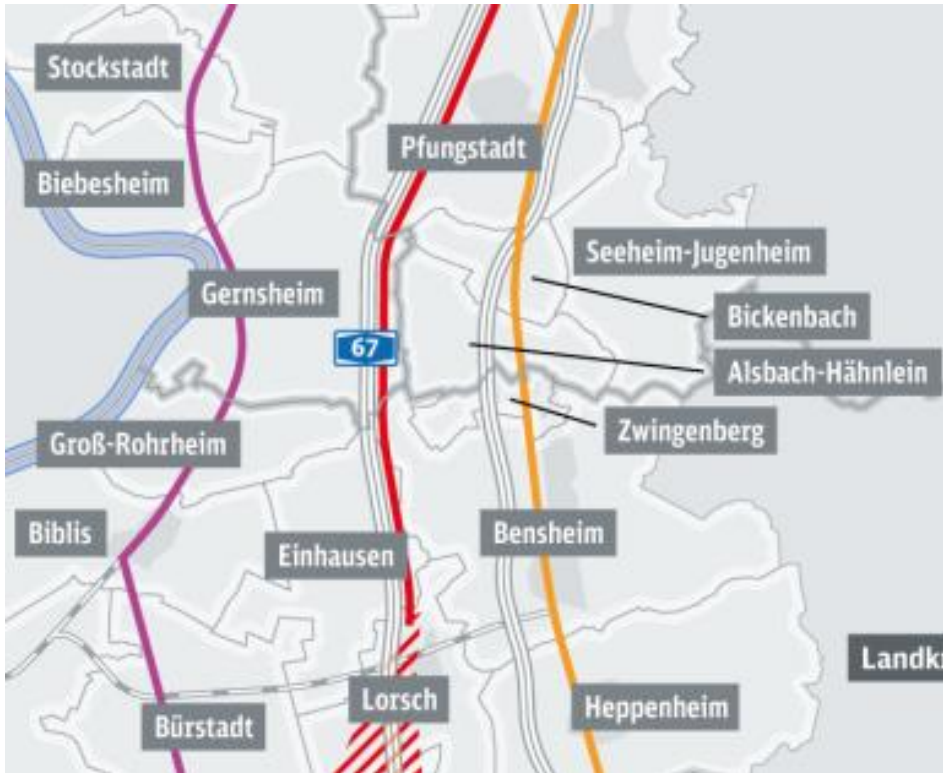 Stockstadt
Pfungstadt
Biebesheim
Seeheim-Jugenheim
Gernsheim
Bickenbach
67
Alsbach-Hähnlein
Zwingenberg
Groß-Rohrheim
Biblis
Einhausen
Bensheim
Lorsch
Heppenheim
Bürstadt